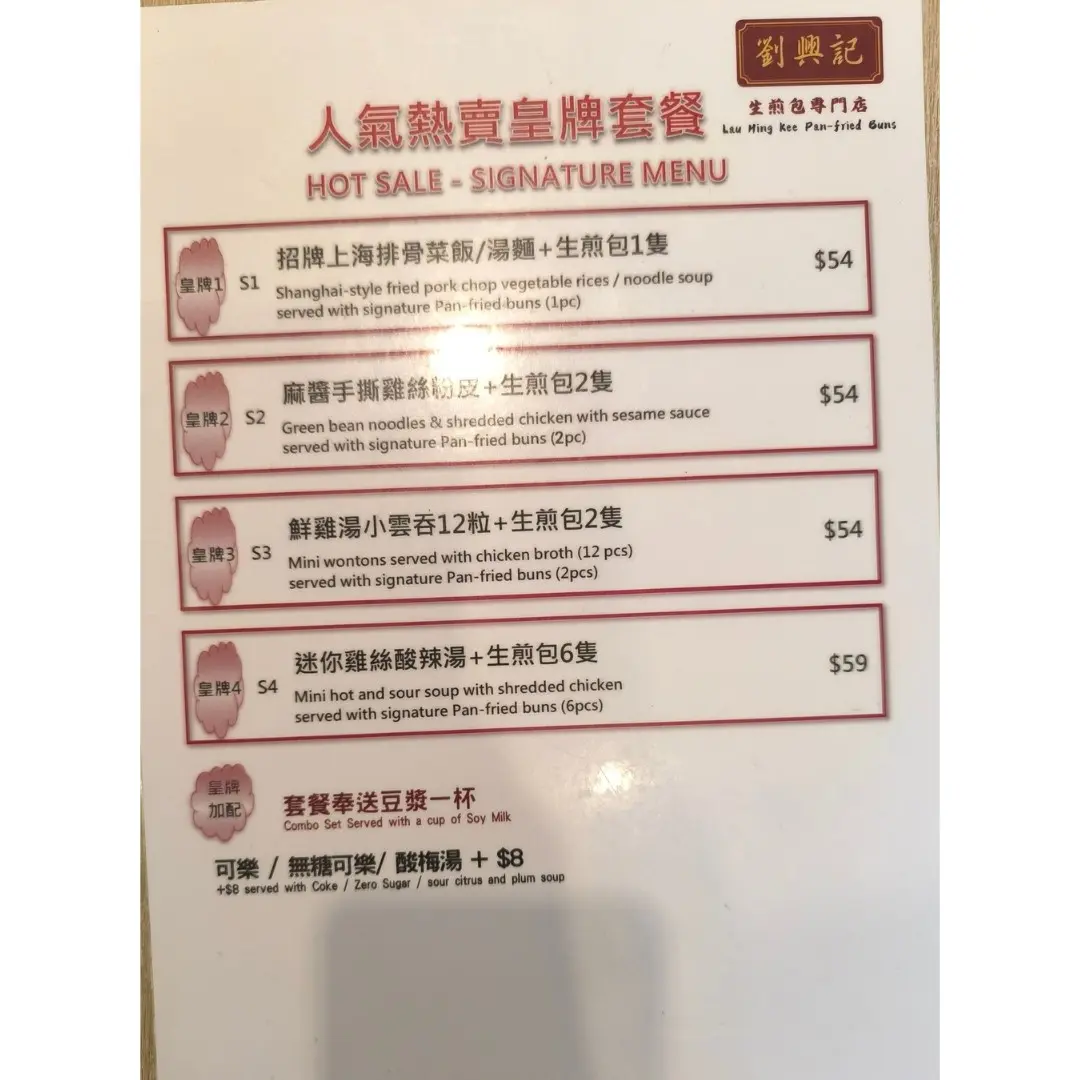 劉興記
生煎包專門店
Lau Hing Kee Pan-fried Buns
人氣熱賣皇牌套餐
HOT SALE - SIGNATURE MENU
皇牌1 S1 招牌上海排骨菜飯/湯麵+生煎包1隻 $54
Shanghai-style fried pork chop vegetable rices / noodle soup
served with signature Pan-fried buns (1pc)
皇牌2 S2 麻醬手撕雞絲粉皮+生煎包2隻 $54
Green bean noodles & shredded chicken with sesame sauce
served with signature Pan-fried buns (2pc)
皇牌3 S3 鮮雞湯小雲吞12粒+生煎包2隻 $54
Mini wontons served with chicken broth (12 pcs)
served with signature Pan-fried buns (2pcs)
皇牌4 S4 迷你雞絲酸辣湯+生煎包6隻 $59
Mini hot and sour soup with shredded chicken
served with signature Pan-fried buns (6pcs)
皇牌
加配
套餐奉送豆漿一杯
Combo Set Served with a cup of Soy Milk
可樂 / 無糖可樂/ 酸梅湯 + $8
+$8 served with Coke / Zero Sugar / sour citrus and plum soup